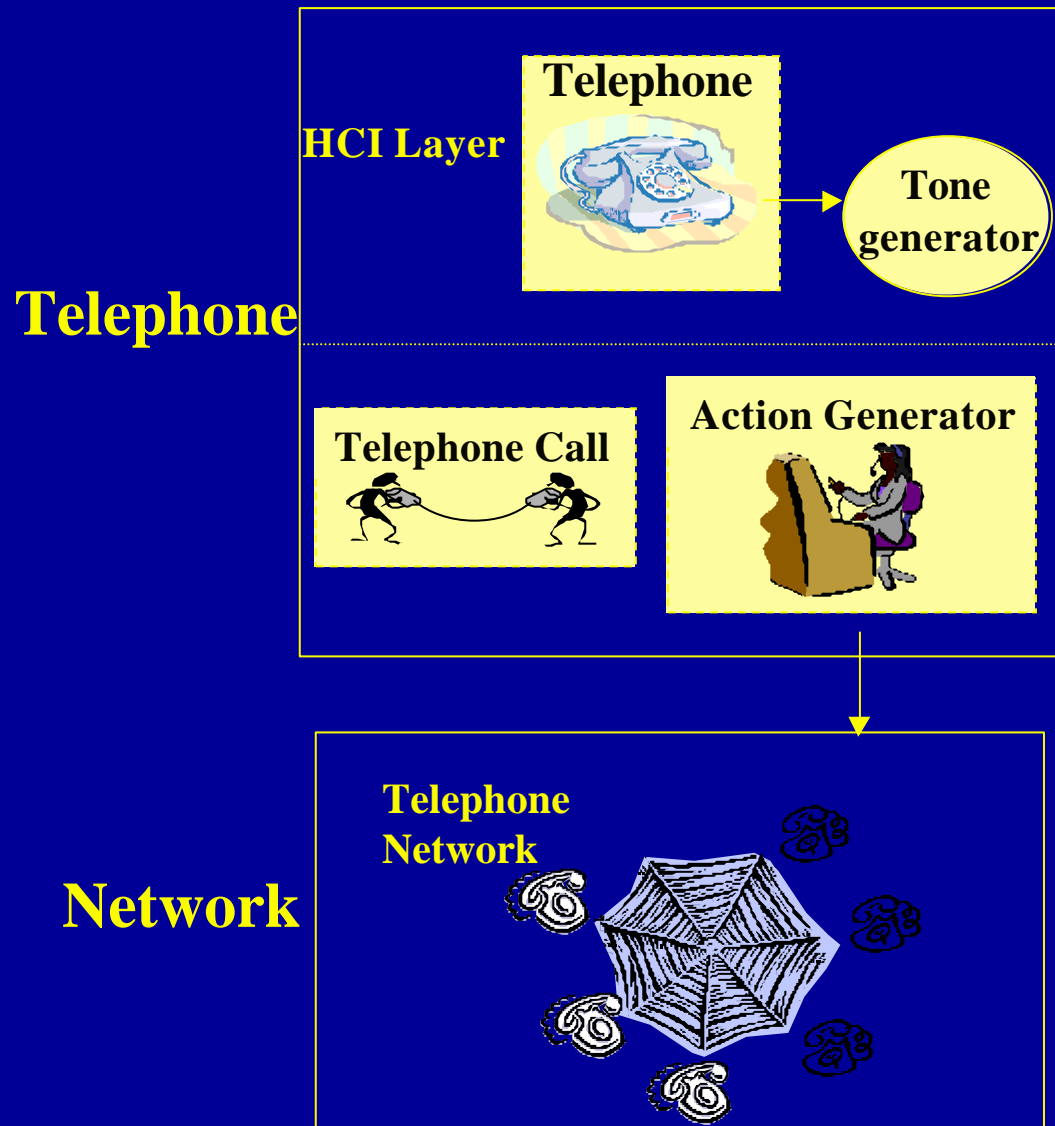 Telephone
HCI Layer
Tone
generator
Telephone
Telephone Call
Action Generator
Telephone
Network
Network